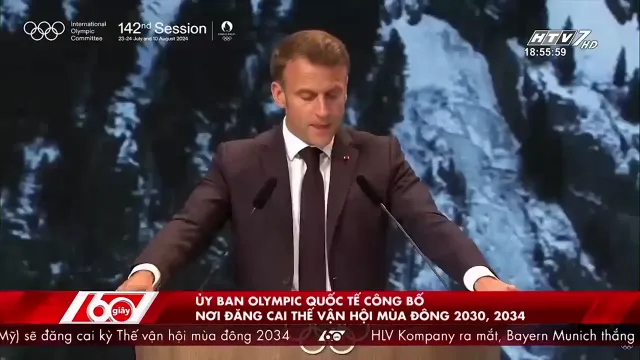 International
Olympic
Committee
142nd Session
23-24 July and 10 August 2024
HTV7HD
18:55:59
60 giây
ỦY BAN OLYMPIC QUỐC TẾ CÔNG BỐ
NƠI ĐĂNG CAI THẾ VẬN HỘI MÙA ĐÔNG 2030, 2034
Mỹ) sẽ đăng cai kỳ Thế vận hội mùa đông 2034
60
HLV Kompany ra mắt, Bayern Munich thắng